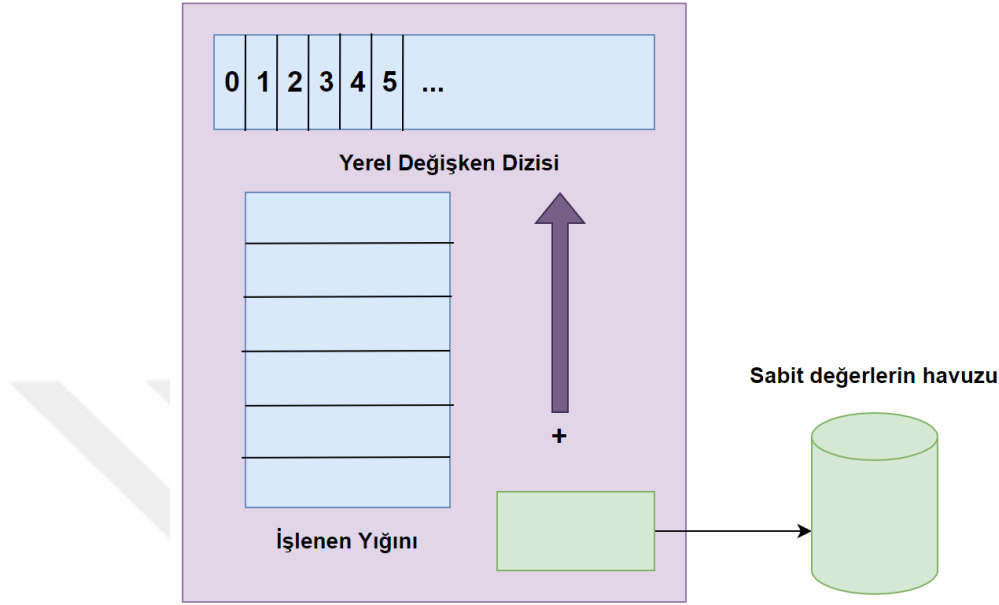 0 1 2 3 4 5 ...
Yerel Değişken Dizisi
+
Sabit değerlerin havuzu
İşlenen Yığını